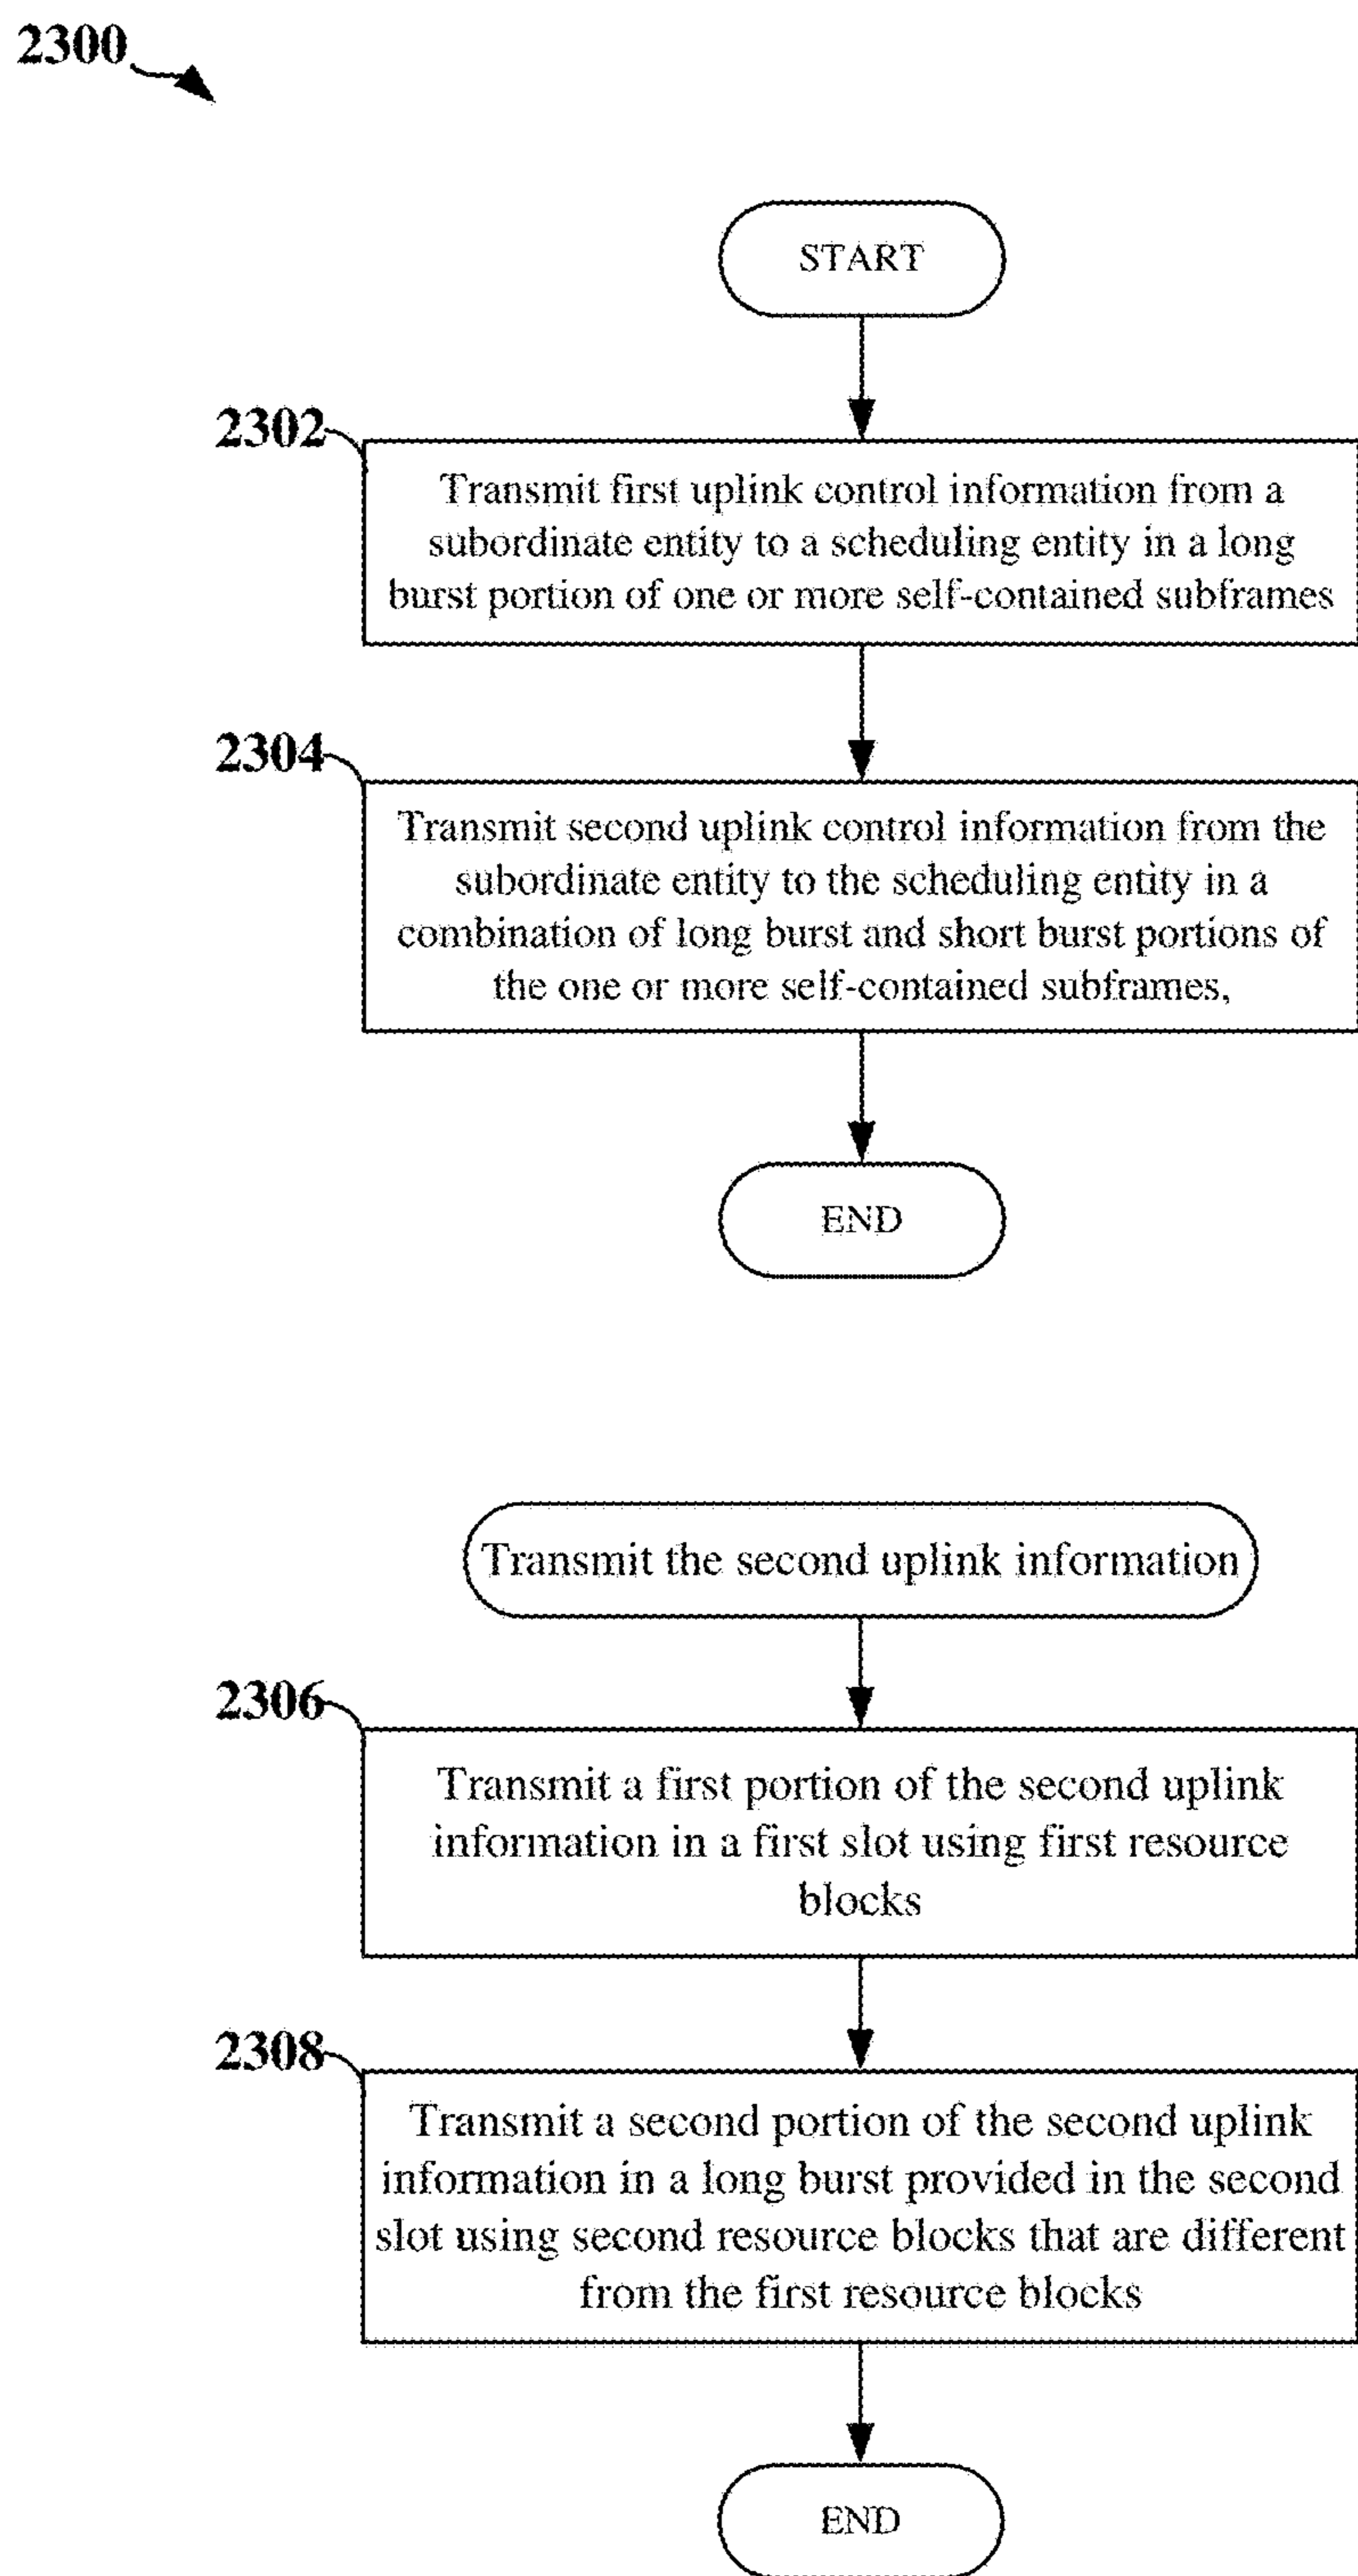 2300
START
2302
Transmit first uplink control information from a
subordinate entity to a scheduling entity in a long
burst portion of one or more self-contained subframes
2304
Transmit second uplink control information from the
subordinate entity to the scheduling entity in a
combination of long burst and short burst portions of
the one or more self-contained subframes,
END
Transmit the second uplink information
2306
Transmit a first portion of the second uplink
information in a first slot using first resource
blocks
2308
Transmit a second portion of the second uplink
information in a long burst provided in the second
slot using second resource blocks that are different
from the first resource blocks
END